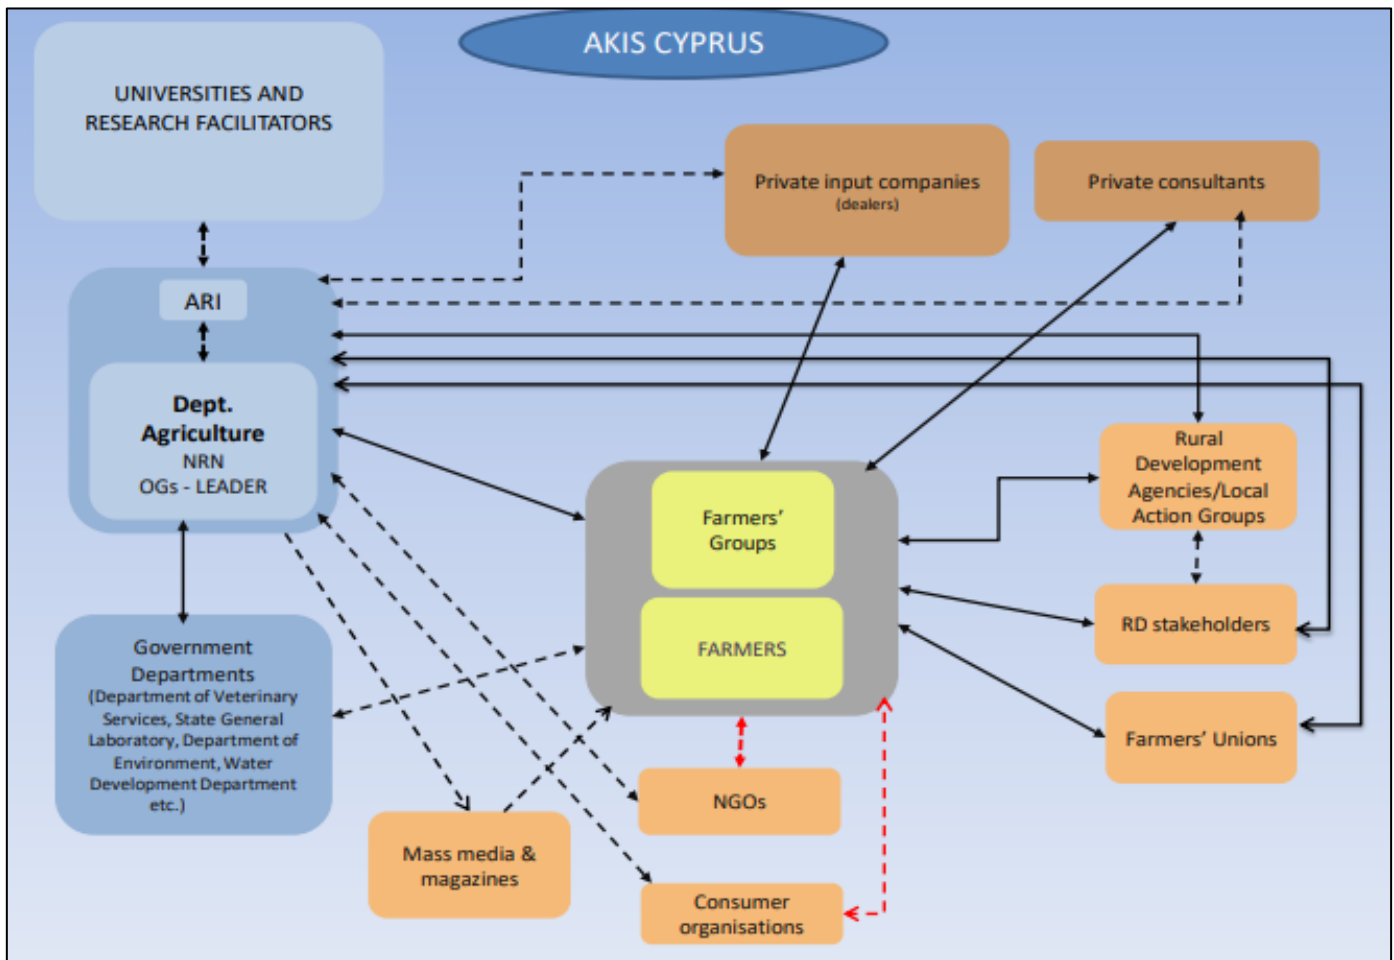 AKIS CYPRUS
UNIVERSITIES AND
RESEARCH FACILITATORS
Private input companies
(dealers)
Private consultants
ARI
Dept.
Agriculture
NRN
OGs - LEADER
Rural
Development
Agencies/Local
Action Groups
Farmers'
Groups
FARMERS
RD stakeholders
Farmers' Unions
Government
Departments
(Department of Veterinary
Services, State General
Laboratory, Department of
Environment, Water
Development Department
etc.)
NGOs
Mass media &
magazines
Consumer
organisations